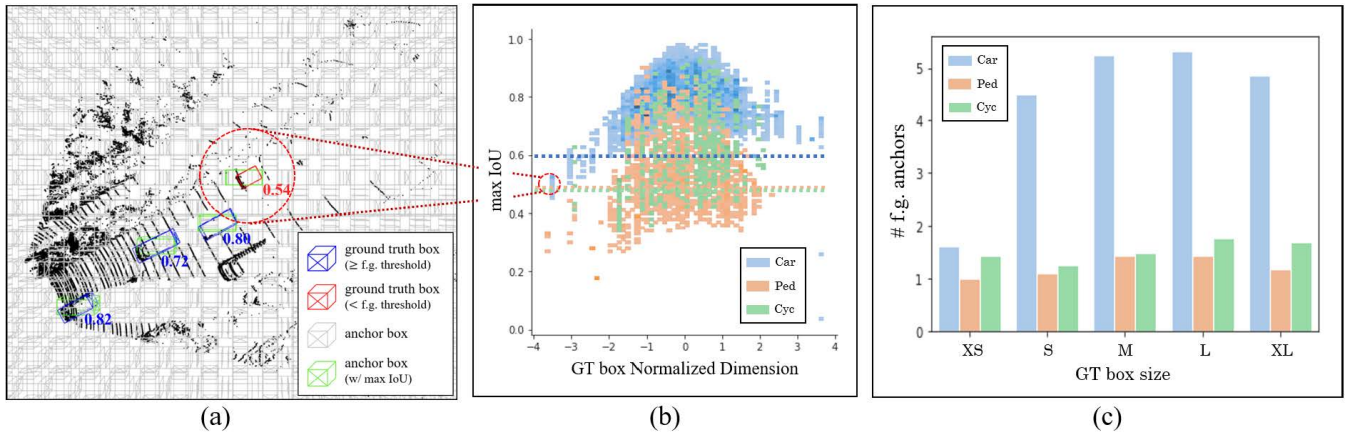 0.54
0.80
0.72
0.82
ground truth box
(≥ f.g. threshold)
ground truth box
(< f.g. threshold)
anchor box
anchor box
(w/ max IoU)
(a)
max IoU
1.0
0.8
0.6
0.4
0.2
0.0
Car
Ped
Cyc
−4 −3 −2 −1 0 1 2 3 4
GT box Normalized Dimension
(b)
# f.g. anchors
5
4
3
2
1
0
Car
Ped
Cyc
XS S M L XL
GT box size
(c)